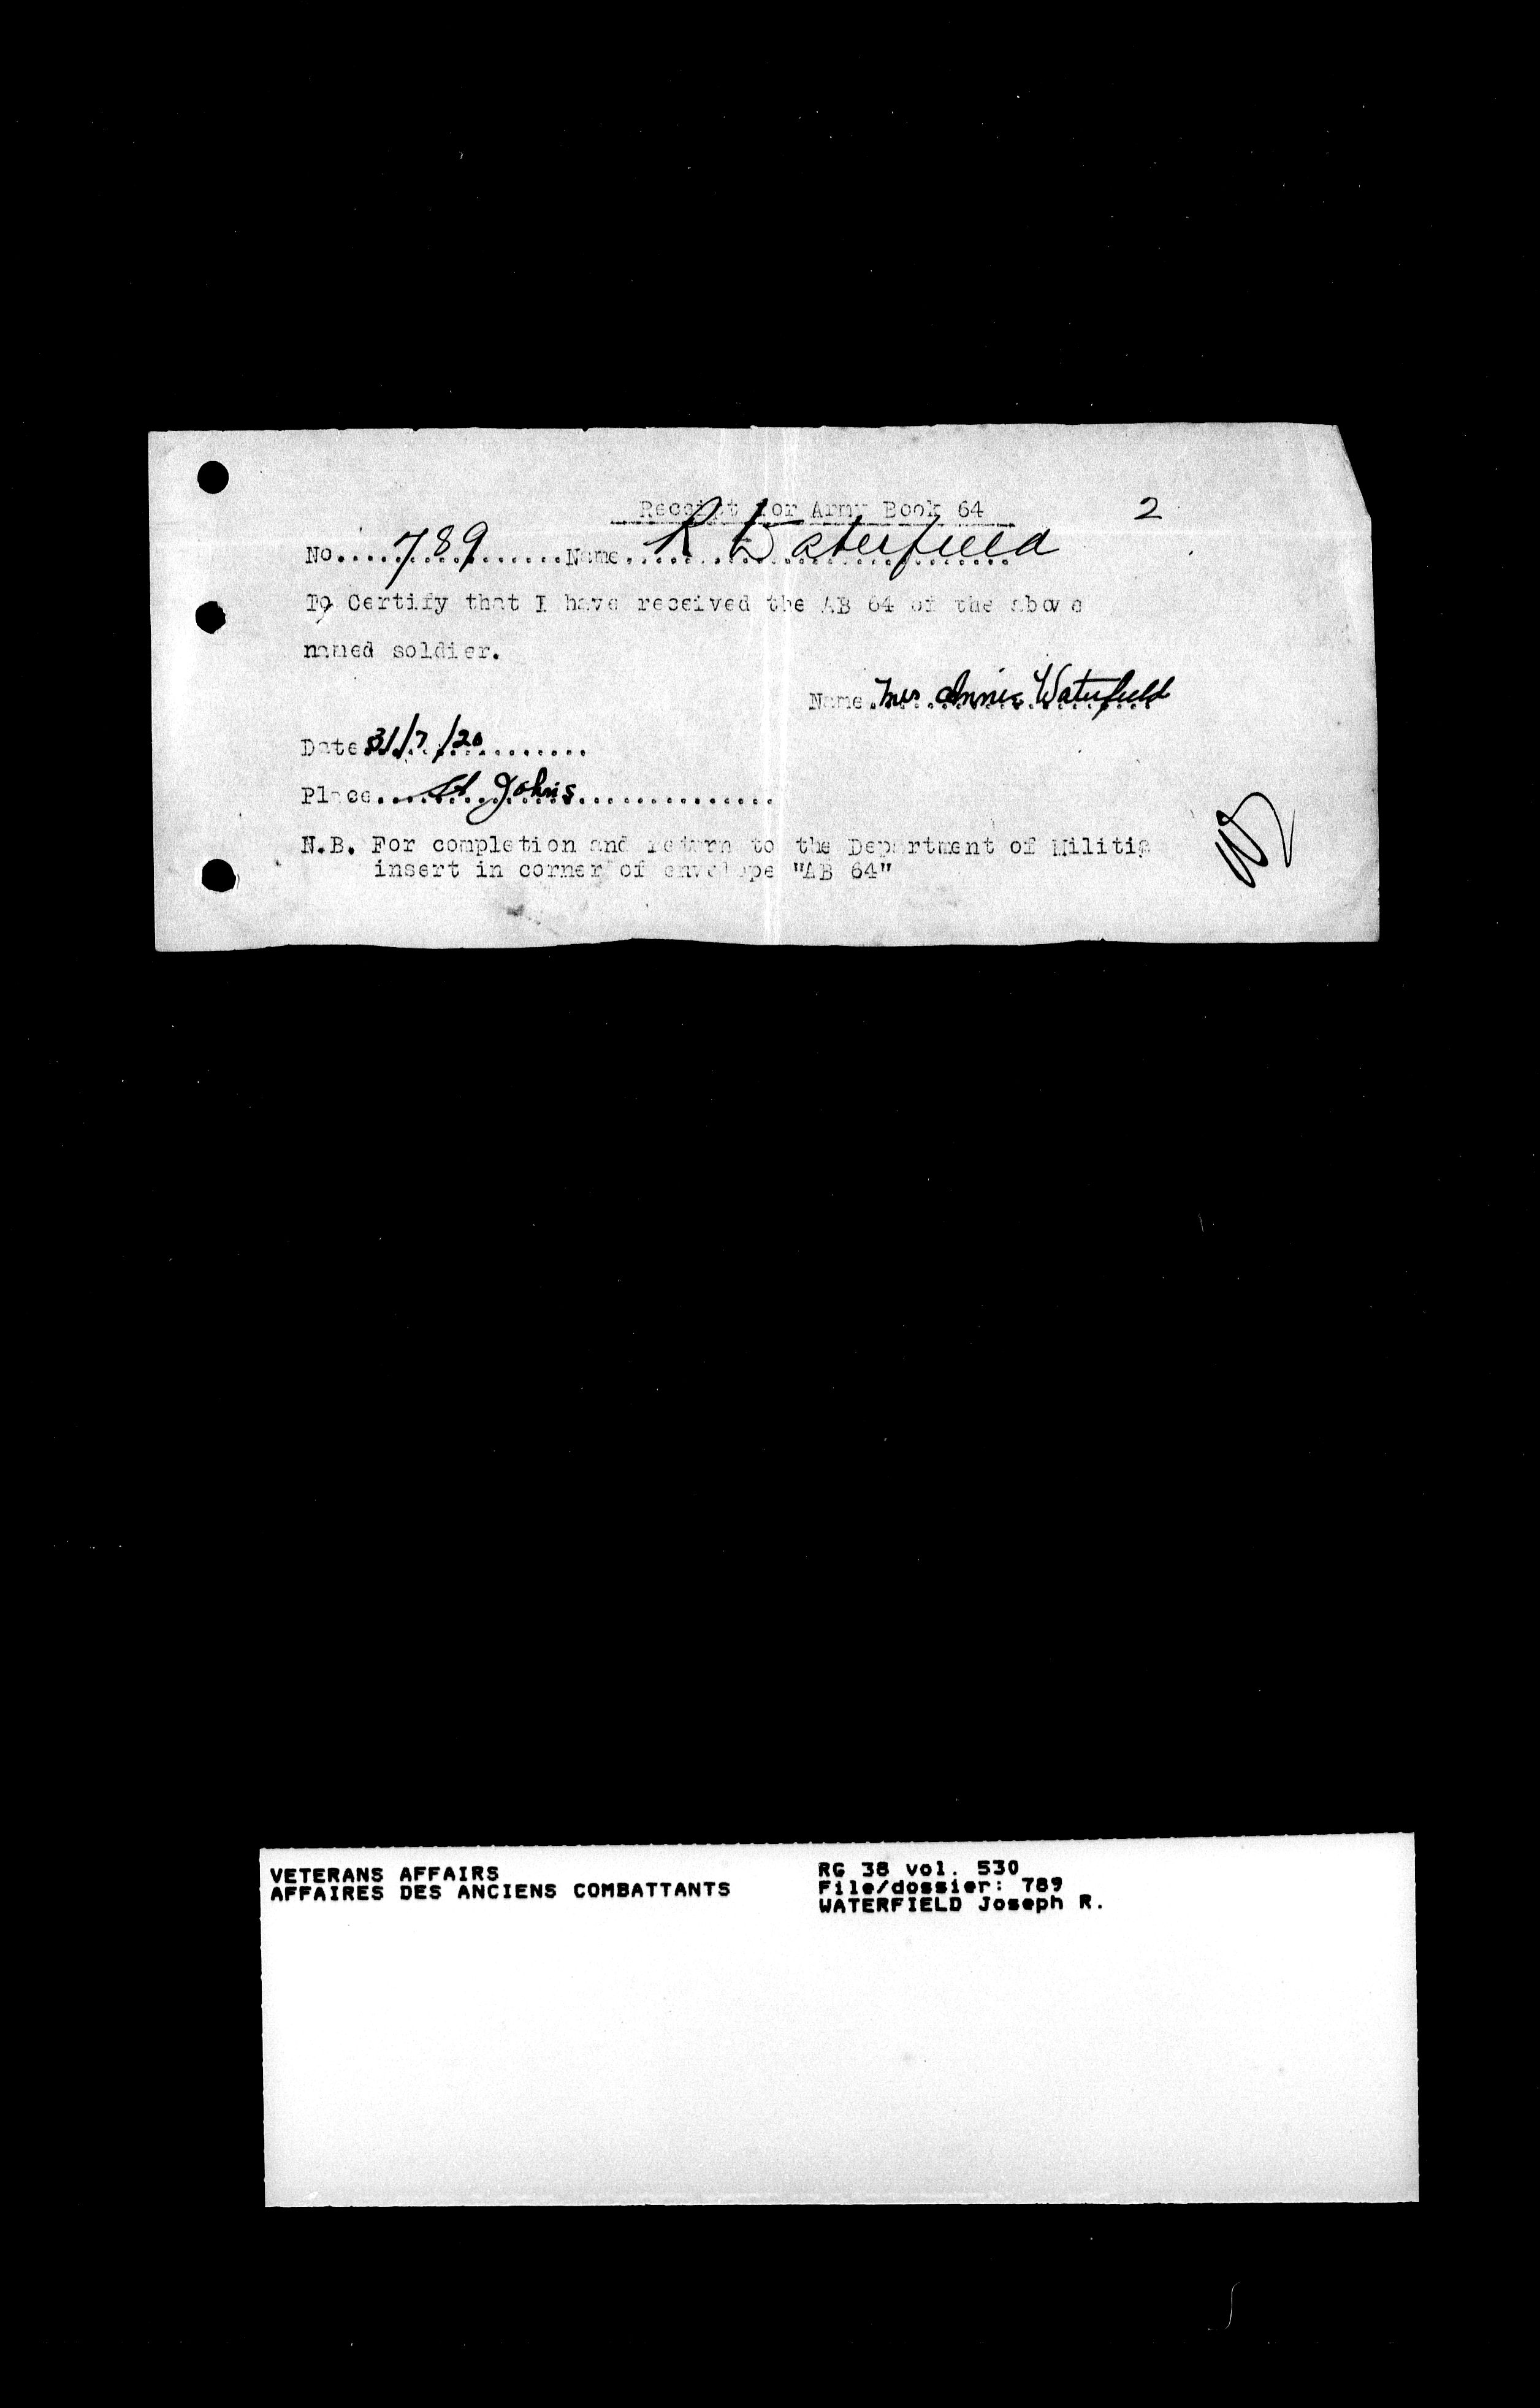 Receipt for Army Book 64 2
No....789..............Name...R Waterfield
To Certify that I have received the AB 64 of the above
named soldier.
Name. Mrs Annie Waterfield
Date 31/7/20............
Place....St Johns....................
N.B. For completion and return to the Department of Militia
insert in corner of envelope "AB 64"
VETERANS AFFAIRS
AFFAIRES DES ANCIENS COMBATTANTS
RG 38 vol. 530
File/dossier: 789
WATERFIELD Joseph R.